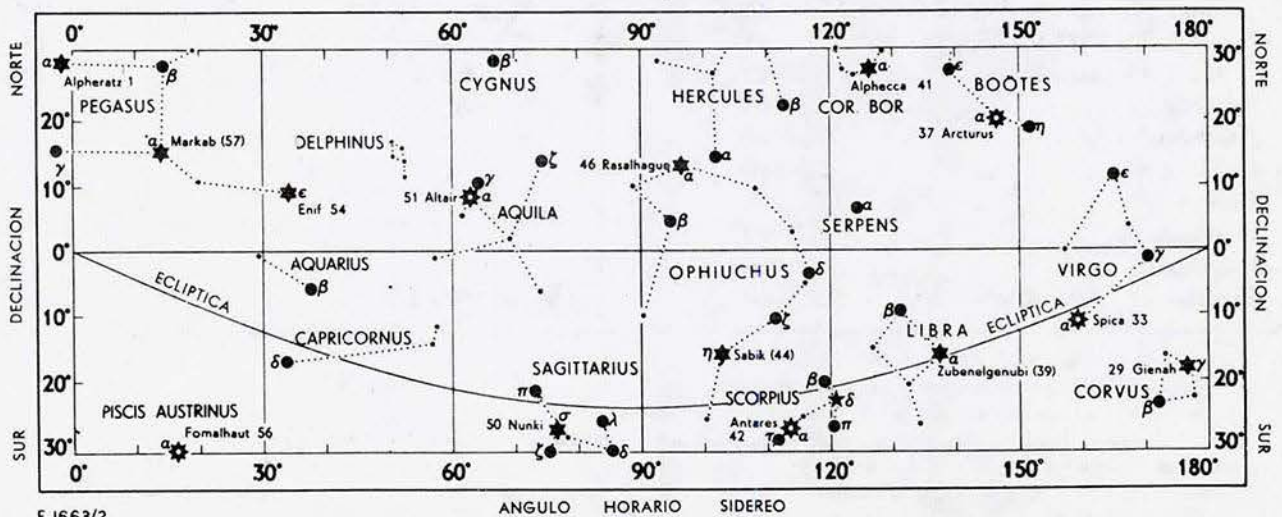 0° 30° 60° 90° 120° 150° 180°
NORTE
DECLINACION
SUR
30°
20°
10°
0°
10°
20°
30°
α
Alpheratz 1
β
PEGASUS
α
Markab (57)
γ
ε
Enif 54
DELPHINUS
CYGNUS
β
ζ
γ
51 Altair
α
AQUILA
HERCULES
β
α
46 Rasalhague
α
β
α
Alphecca 41
COR. BOR
ε
BOÖTES
α
37 Arcturus
η
α
SERPENS
ε
AQUARIUS
β
ECLIPTICA
CAPRICORNUS
δ
OPHIUCHUS
δ
ζ
η
Sabik (44)
VIRGO
γ
ECLIPTICA
α
Spica 33
β
LIBRA
α
Zubenelgenubi (39)
SAGITTARIUS
π
σ
50 Nunki
λ
ζ
δ
β
SCORPIUS
δ
Antares
42
α
π
τ
29 Gienah
γ
CORVUS
β
PISCIS AUSTRINUS
Fomalhaut 56
α
NORTE
DECLINACION
SUR
30°
20°
10°
0°
10°
20°
30°
0 30° 60° 90° 120° 150° 180°
ANGULO HORARIO SIDEREO